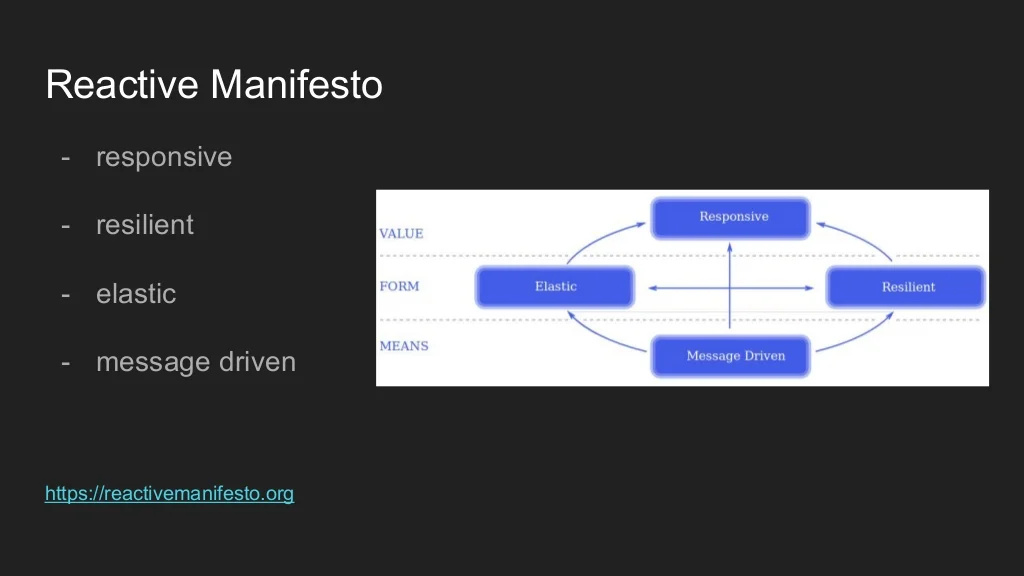 Reactive Manifesto
- responsive
- resilient
- elastic
- message driven
https://reactivemanifesto.org
VALUE
Responsive
FORM
Elastic
Resilient
MEANS
Message Driven